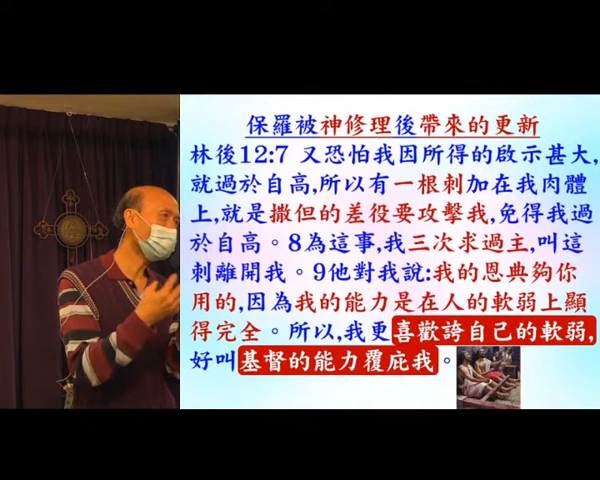 保羅被神修理後帶來的更新
林後12:7 又恐怕我因所得的啟示甚大,
就過於自高,所以有一根刺加在我肉體
上,就是撒但的差役要攻擊我,免得我過
於自高。8為這事,我三次求過主,叫這
刺離開我。9他對我說:我的恩典夠你
用的,因為我的能力是在人的軟弱上顯
得完全。所以,我更喜歡誇自己的軟弱,
好叫基督的能力覆庇我。